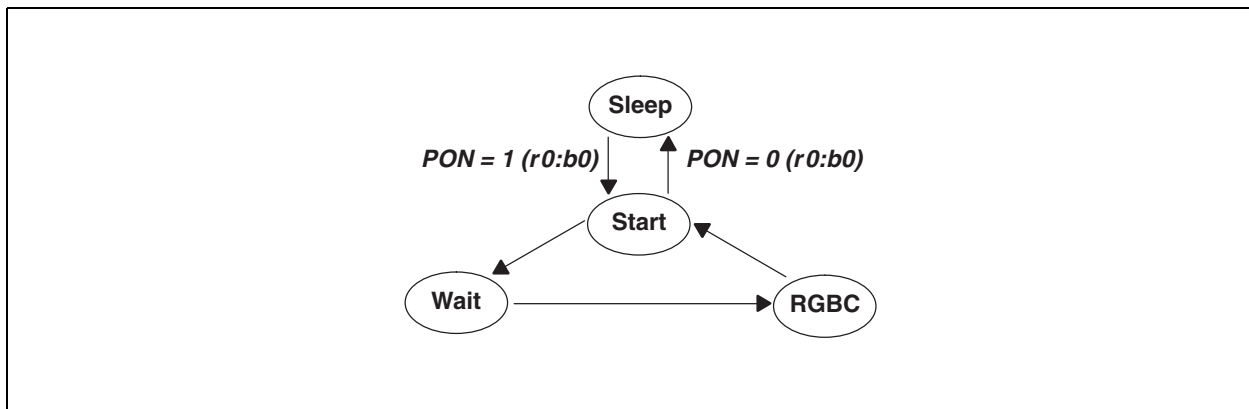 Sleep
PON = 1 (r0:b0)
PON = 0 (r0:b0)
Start
Wait
RGBC